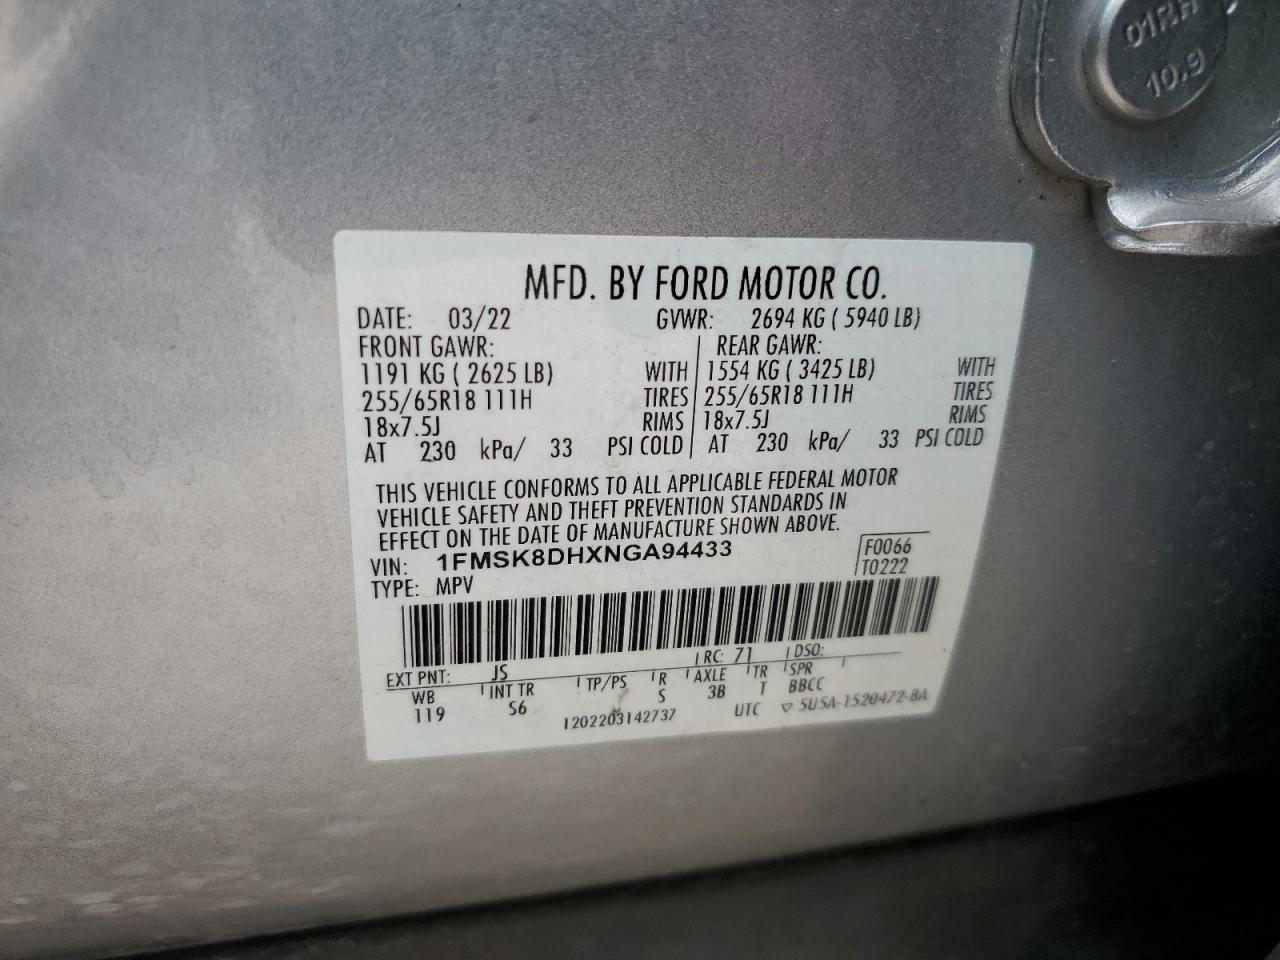 01RH
10.9
MFD. BY FORD MOTOR CO.
DATE: 03/22 GVWR: 2694 KG ( 5940 LB)
FRONT GAWR: REAR GAWR:
1191 KG ( 2625 LB) WITH 1554 KG ( 3425 LB) WITH
255/65R18 111H TIRES 255/65R18 111H TIRES
18x7.5J RIMS 18x7.5J RIMS
AT 230 kPa/ 33 PSI COLD AT 230 kPa/ 33 PSI COLD
THIS VEHICLE CONFORMS TO ALL APPLICABLE FEDERAL MOTOR
VEHICLE SAFETY AND THEFT PREVENTION STANDARDS IN
EFFECT ON THE DATE OF MANUFACTURE SHOWN ABOVE.
VIN: 1FMSK8DHXNGA94433 F0066
TYPE: MPV T0222
EXT PNT: JS RC: 71 DSO:
WB INT TR TP/PS R AXLE TR SPR
119 S6 S 3B T BBCC
1202203142737 UTC 5U5A-1520472-BA